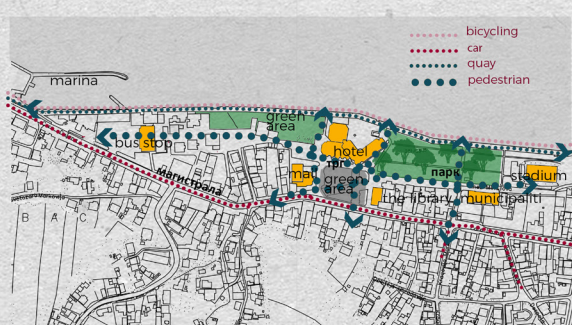 bicycling
car
quay
pedestrian
marina
green
area
bus stop
hotel
Магистрала
mall
green
area
парк
stadium
the library
municipaliti
B
A
C